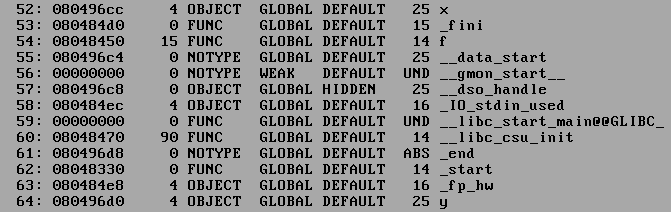 52: 080496cc 4 OBJECT GLOBAL DEFAULT 25 x
53: 080484d0 0 FUNC GLOBAL DEFAULT 15 _fini
54: 08048450 15 FUNC GLOBAL DEFAULT 14 f
55: 080496c4 0 NOTYPE GLOBAL DEFAULT 25 __data_start
56: 00000000 0 NOTYPE WEAK DEFAULT UND __gmon_start__
57: 080496c8 0 OBJECT GLOBAL HIDDEN 25 __dso_handle
58: 080484ec 4 OBJECT GLOBAL DEFAULT 16 _IO_stdin_used
59: 00000000 0 FUNC GLOBAL DEFAULT UND __libc_start_main@@GLIBC_
60: 08048470 90 FUNC GLOBAL DEFAULT 14 __libc_csu_init
61: 080496d8 0 NOTYPE GLOBAL DEFAULT ABS _end
62: 08048330 0 FUNC GLOBAL DEFAULT 14 _start
63: 080484e8 4 OBJECT GLOBAL DEFAULT 16 _fp_hw
64: 080496d0 4 OBJECT GLOBAL DEFAULT 25 y